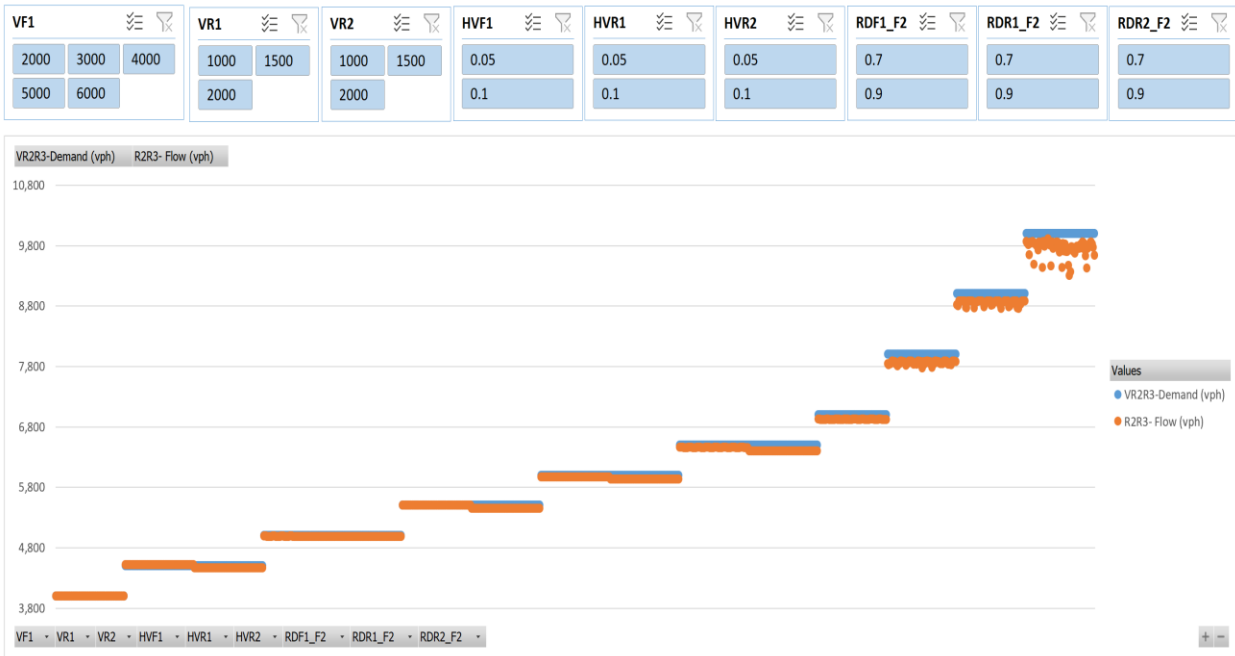 VF1 VR1 VR2 HVF1 HVR1 HVR2 RDF1_F2 RDR1_F2 RDR2_F2
2000 3000 4000 1000 1500 1000 1500 0.05 0.05 0.05 0.7 0.7 0.7
5000 6000 2000 2000 0.1 0.1 0.1 0.9 0.9 0.9
VR2R3-Demand (vph) R2R3- Flow (vph)
10,800
9,800
8,800
7,800
6,800
5,800
4,800
3,800
Values
VR2R3-Demand (vph)
R2R3- Flow (vph)
VF1 VR1 VR2 HVF1 HVR1 HVR2 RDF1_F2 RDR1_F2 RDR2_F2
+ −